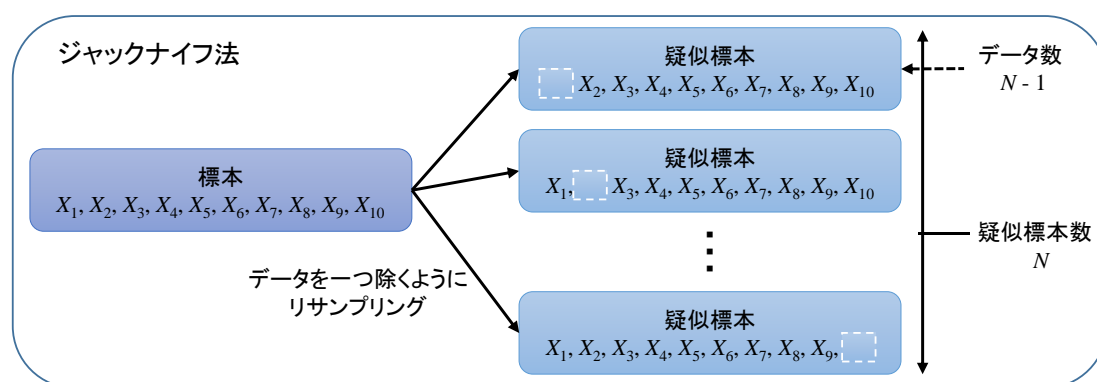 ジャックナイフ法
標本
X₁, X₂, X₃, X₄, X₅, X₆, X₇, X₈, X₉, X₁₀
データを一つ除くように
リサンプリング
疑似標本
X₂, X₃, X₄, X₅, X₆, X₇, X₈, X₉, X₁₀
疑似標本
X₁, X₃, X₄, X₅, X₆, X₇, X₈, X₉, X₁₀
⋮
疑似標本
X₁, X₂, X₃, X₄, X₅, X₆, X₇, X₈, X₉,
データ数
N - 1
疑似標本数
N